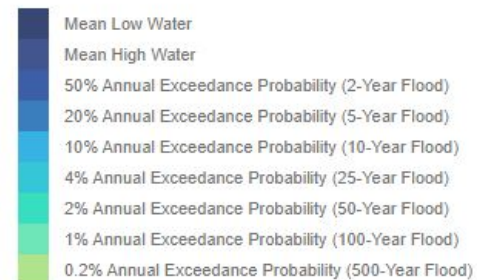 Mean Low Water
Mean High Water
50% Annual Exceedance Probability (2-Year Flood)
20% Annual Exceedance Probability (5-Year Flood)
10% Annual Exceedance Probability (10-Year Flood)
4% Annual Exceedance Probability (25-Year Flood)
2% Annual Exceedance Probability (50-Year Flood)
1% Annual Exceedance Probability (100-Year Flood)
0.2% Annual Exceedance Probability (500-Year Flood)